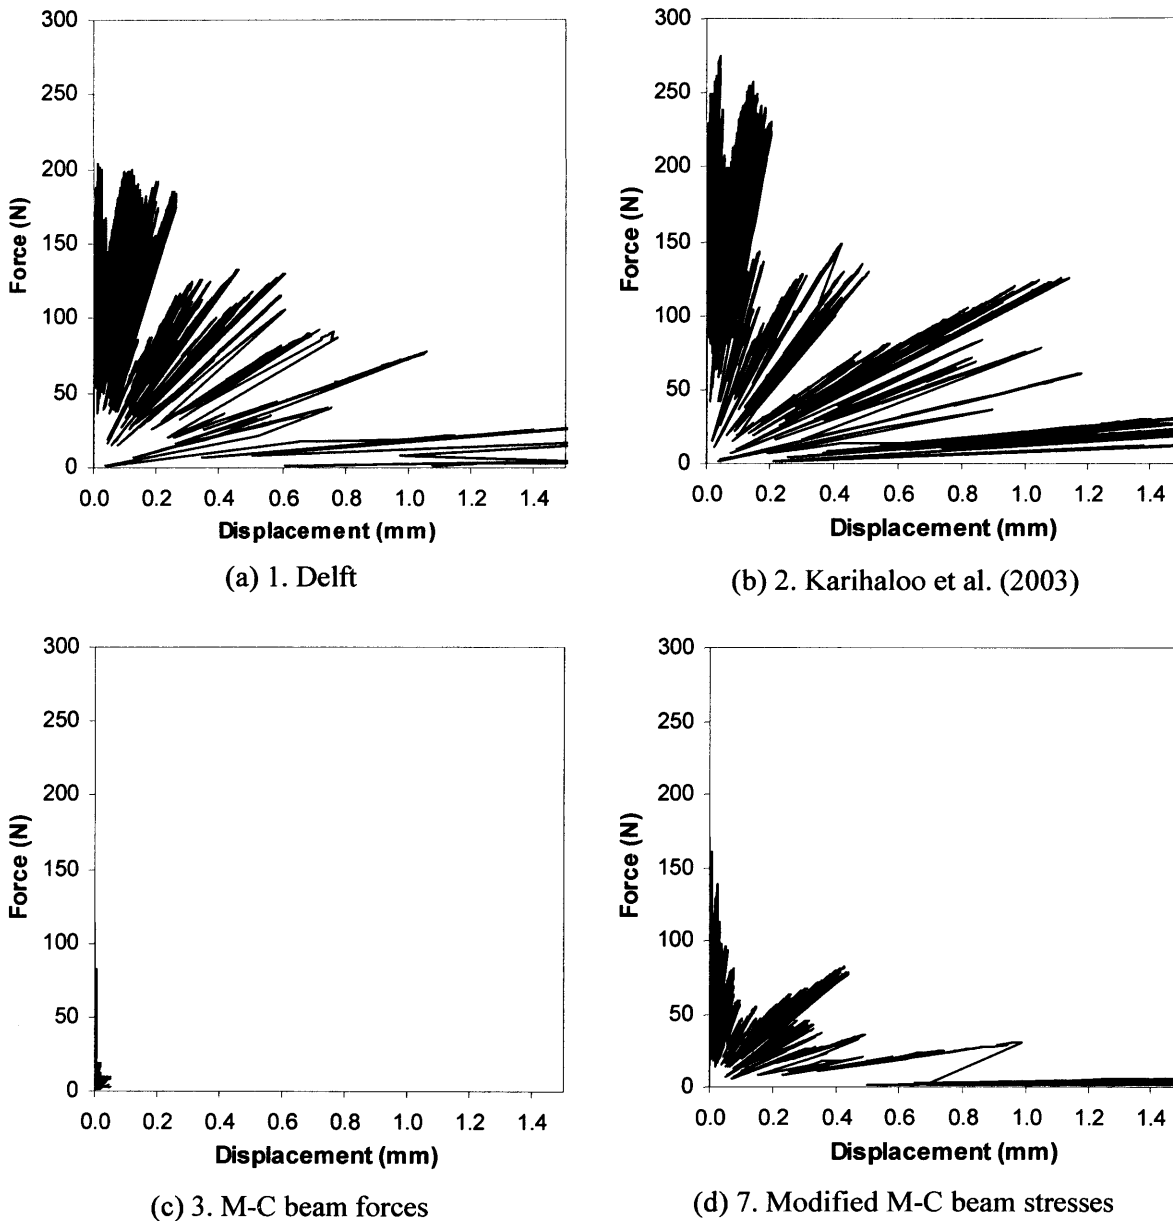 300
250
200
150
100
50
0
Force (N)
0.0 0.2 0.4 0.6 0.8 1.0 1.2 1.4
Displacement (mm)
(a) 1. Delft
300
250
200
150
100
50
0
Force (N)
0.0 0.2 0.4 0.6 0.8 1.0 1.2 1.4
Displacement (mm)
(b) 2. Karihaloo et al. (2003)
300
250
200
150
100
50
0
Force (N)
0.0 0.2 0.4 0.6 0.8 1.0 1.2 1.4
Displacement (mm)
(c) 3. M-C beam forces
300
250
200
150
100
50
0
Force (N)
0.0 0.2 0.4 0.6 0.8 1.0 1.2 1.4
Displacement (mm)
(d) 7. Modified M-C beam stresses